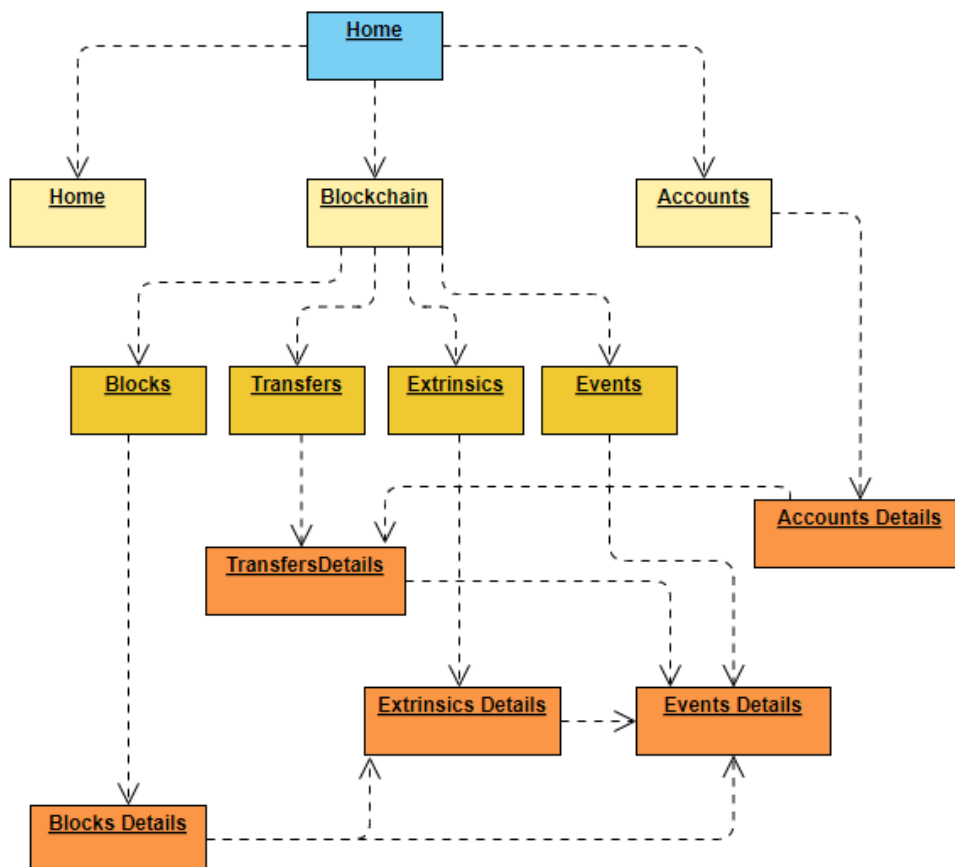 Home
Home
Blockchain
Accounts
Blocks
Transfers
Extrinsics
Events
Accounts Details
TransfersDetails
Extrinsics Details
Events Details
Blocks Details